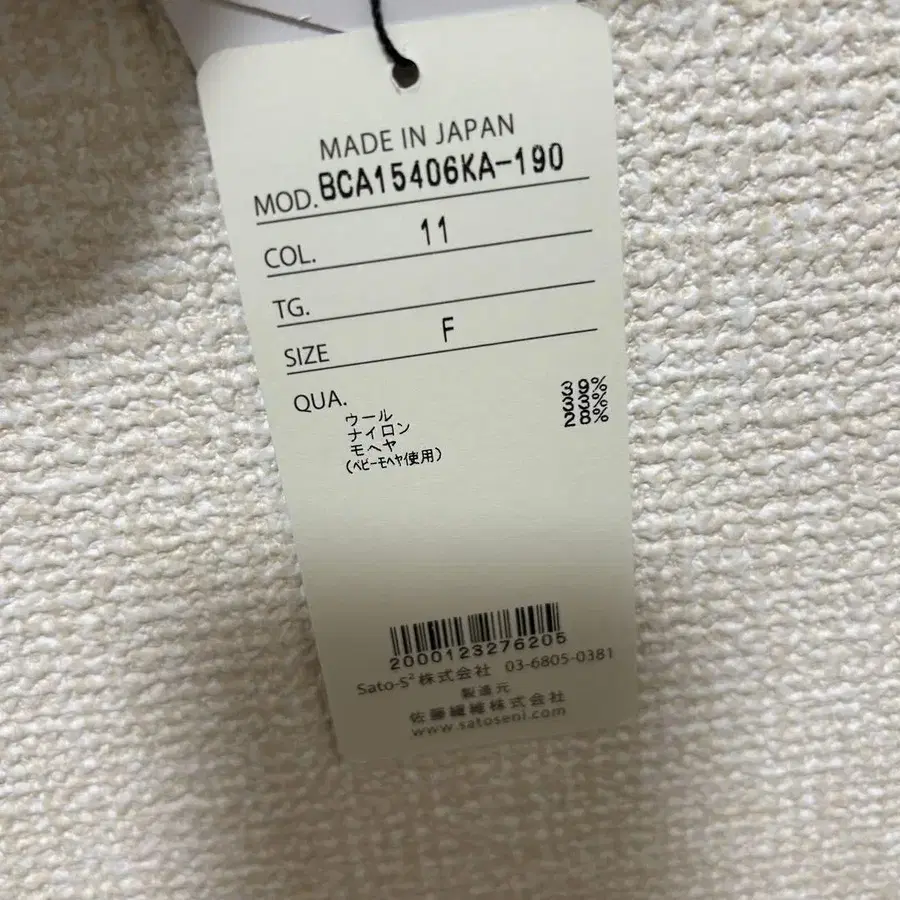 MADE IN JAPAN
MOD. BCA15406KA-190
COL. 11
TG.
SIZE F
QUA.
ウール 39%
ナイロン 33%
モヘヤ 28%
(ベビーモヘヤ使用)
2000123276205
Sato-S² 株式会社 03-6805-0381
製造元
佐藤繊維株式会社
www.satoseni.com